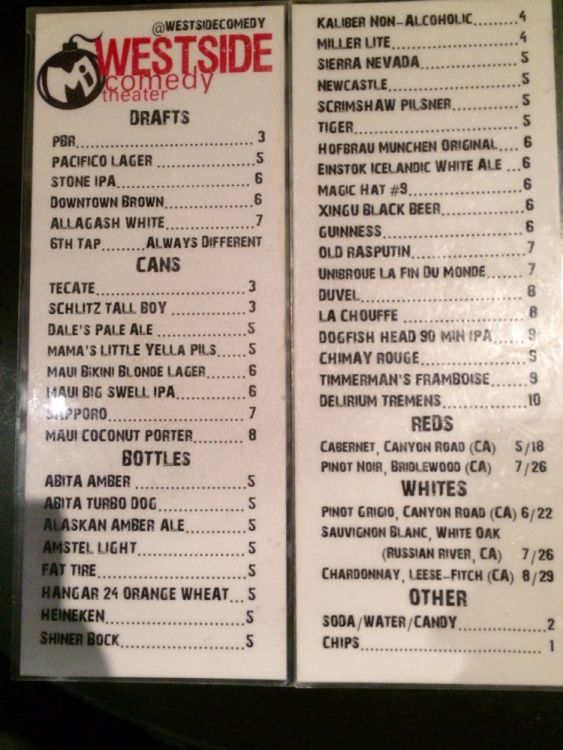 @WESTSIDECOMEDY
Mi
WESTSIDE
comedy
theater
DRAFTS
PBR 3
PACIFICO LAGER 5
STONE IPA 6
DOWNTOWN BROWN 6
ALLAGASH WHITE 7
6TH TAP ALWAYS DIFFERENT
CANS
TECATE 3
SCHLITZ TALL BOY 3
DALE'S PALE ALE 5
MAMA'S LITTLE YELLA PILS 5
MAUI BIKINI BLONDE LAGER 6
MAUI BIG SWELL IPA 6
SAPPORO 7
MAUI COCONUT PORTER 8
BOTTLES
ABITA AMBER 5
ABITA TURBO DOG 5
ALASKAN AMBER ALE 5
AMSTEL LIGHT 5
FAT TIRE 5
HANGAR 24 ORANGE WHEAT 5
HEINEKEN 5
SHINER BOCK 5
KALIBER NON-ALCOHOLIC 4
MILLER LITE 4
SIERRA NEVADA 5
NEWCASTLE 5
SCRIMSHAW PILSNER 5
TIGER 5
HOFBRAU MUNCHEN ORIGINAL 6
EINSTOK ICELANDIC WHITE ALE 6
MAGIC HAT #9 6
XINGU BLACK BEER 6
GUINNESS 6
OLD RASPUTIN 7
UNIBROUE LA FIN DU MONDE 7
DUVEL 8
LA CHOUFFE 8
DOGFISH HEAD 90 MIN IPA 9
CHIMAY ROUGE 9
TIMMERMAN'S FRAMBOISE 9
DELIRIUM TREMENS 10
REDS
CABERNET, CANYON ROAD (CA) 5/18
PINOT NOIR, BRIDLEWOOD (CA) 7/26
WHITES
PINOT GRIGIO, CANYON ROAD (CA) 6/22
SAUVIGNON BLANC, WHITE OAK
(RUSSIAN RIVER, CA) 7/26
CHARDONNAY, LEESE-FITCH (CA) 8/29
OTHER
SODA/WATER/CANDY 2
CHIPS 1